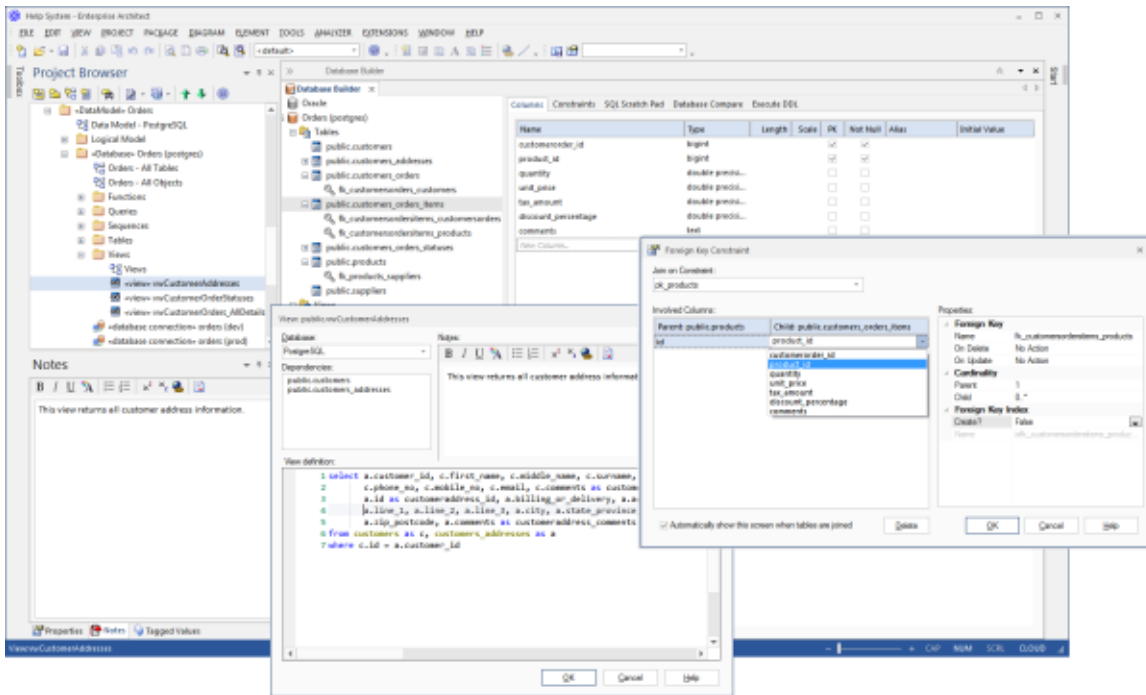 Help System - Enterprise Architect
FILE EDIT VIEW PROJECT PACKAGE DIAGRAM ELEMENT TOOLS ANALYZER EXTENSIONS WINDOW HELP
<default>
Toolbox
Project Browser
«DataModel» Orders
Data Model - PostgreSQL
Logical Model
«Database» Orders (postgres)
Orders - All Tables
Orders - All Objects
Functions
Queries
Sequences
Tables
Views
Views
«view» vwCustomerAddresses
«view» vwCustomerOrderStatuses
«view» vwCustomerOrders_AllDetails
«database connection» orders (dev)
«database connection» orders (prod)
Notes
B I U
This view returns all customer address information.
Properties Notes Tagged Values
Database Builder
Database Builder
Oracle
Orders (postgres)
Tables
public.customers
public.customers_addresses
public.customers_orders
fk_customersorders_customers
public.customers_orders_items
fk_customersordersitems_customersorders
fk_customersordersitems_products
public.customers_orders_statuses
public.products
fk_products_suppliers
public.suppliers
Views
Start
Columns Constraints SQL Scratch Pad Database Compare Execute DDL
Name Type Length Scale PK Not Null Alias Initial Value
customerorder_id bigint
product_id bigint
quantity double precisi...
unit_price double precisi...
tax_amount double precisi...
discount_percentage double precisi...
comments text
New Column...
View: public.vwCustomerAddresses
Database: Notes:
PostgreSQL
B I U
Dependencies:
public.customers
public.customers_addresses
This view returns all customer address informat
View definition:
1 select a.customer_id, c.first_name, c.middle_name, c.surname,
2 c.phone_no, c.mobile_no, c.email, c.comments as custome
3 a.id as customeraddress_id, a.billing_or_delivery, a.a
4 a.line_1, a.line_2, a.line_3, a.city, a.state_province
5 a.zip_postcode, a.comments as customeraddress_comments
6 from customers as c, customers_addresses as a
7 where c.id = a.customer_id
OK Cancel Help
Foreign Key Constraint
Join on Constraint:
pk_products
Involved Columns:
Parent: public.products Child: public.customers_orders_items
id product_id
customerorder_id
product_id
quantity
unit_price
tax_amount
discount_percentage
comments
Properties:
Foreign Key
Name fk_customersordersitems_products
On Delete No Action
On Update No Action
Cardinality
Parent 1
Child 0..*
Foreign Key Index
Create? False
Name
Automatically show this screen when tables are joined
Delete OK Cancel Help
View:vwCustomerAddresses
CAP NUM SCRL CLOUD